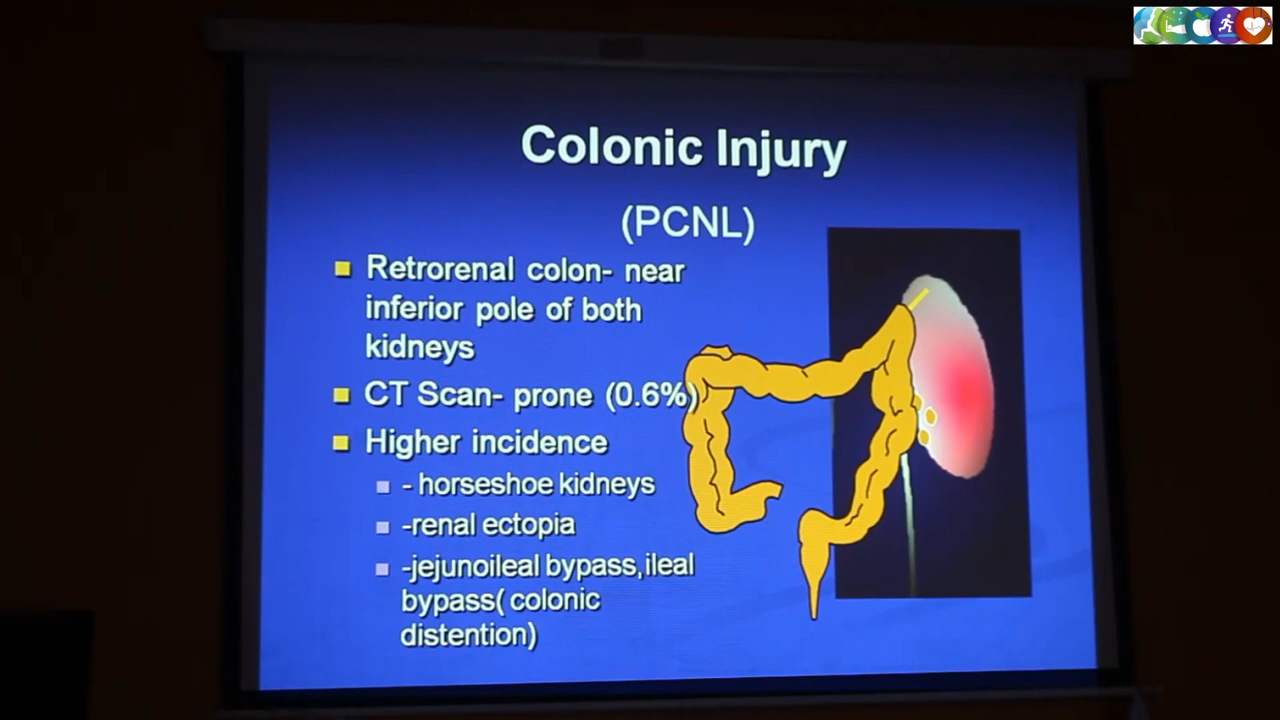 Colonic Injury
(PCNL)
Retrorenal colon- near
inferior pole of both
kidneys
CT Scan- prone (0.6%)
Higher incidence
- horseshoe kidneys
-renal ectopia
-jejunoileal bypass,ileal
bypass( colonic
distention)